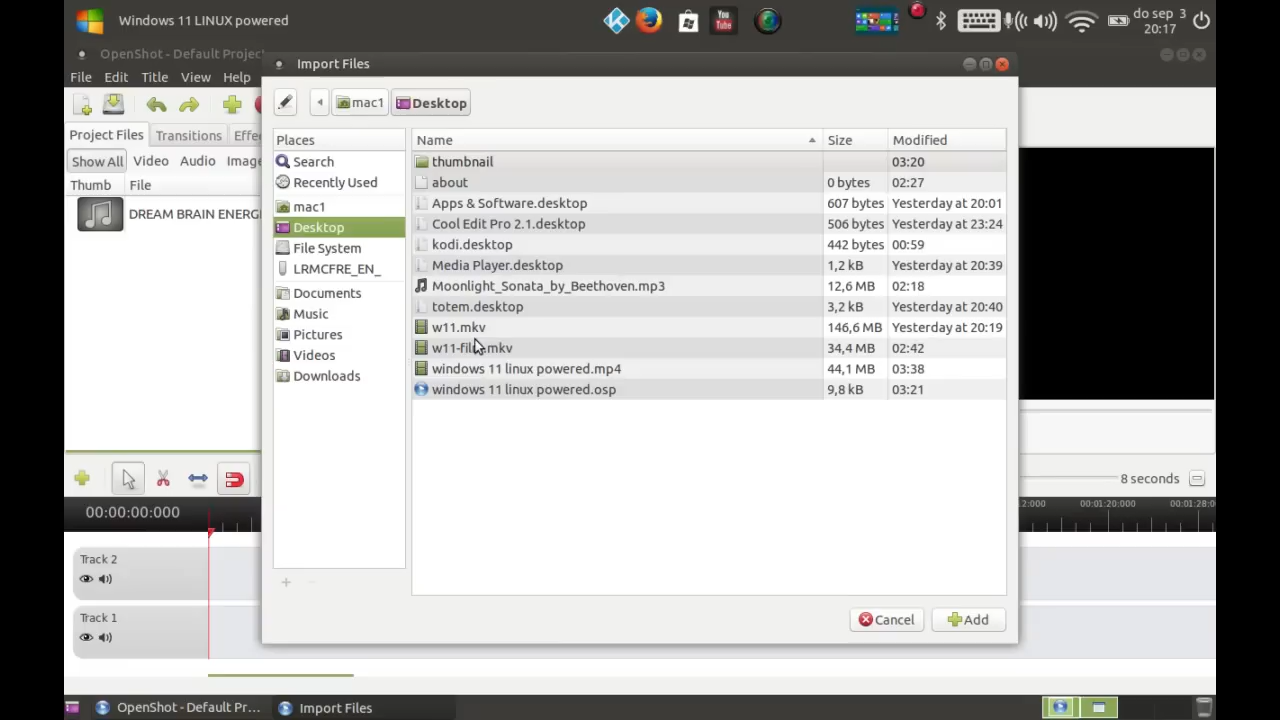 Windows 11 LINUX powered
You
Tube
do sep 3
20:17
OpenShot - Default Project
Import Files
File Edit Title View Help
mac1 Desktop
Project Files Transitions Effe
Show All Video Audio Imag
Thumb File
DREAM BRAIN ENERG
Places
Search
Recently Used
mac1
Desktop
File System
LRMCFRE_EN_
Documents
Music
Pictures
Videos
Downloads
Name Size Modified
thumbnail 03:20
about 0 bytes 02:27
Apps & Software.desktop 607 bytes Yesterday at 20:01
Cool Edit Pro 2.1.desktop 506 bytes Yesterday at 23:24
kodi.desktop 442 bytes 00:59
Media Player.desktop 1,2 kB Yesterday at 20:39
Moonlight_Sonata_by_Beethoven.mp3 12,6 MB 02:18
totem.desktop 3,2 kB Yesterday at 20:40
w11.mkv 146,6 MB Yesterday at 20:19
34,4 MB 02:42
windows 11 linux powered.mp4 44,1 MB 03:38
windows 11 linux powered.osp 9,8 kB 03:21
8 seconds
00:00:00:000
00:01:20:000
Track 2
Track 1
Cancel Add
OpenShot - Default Pr... Import Files